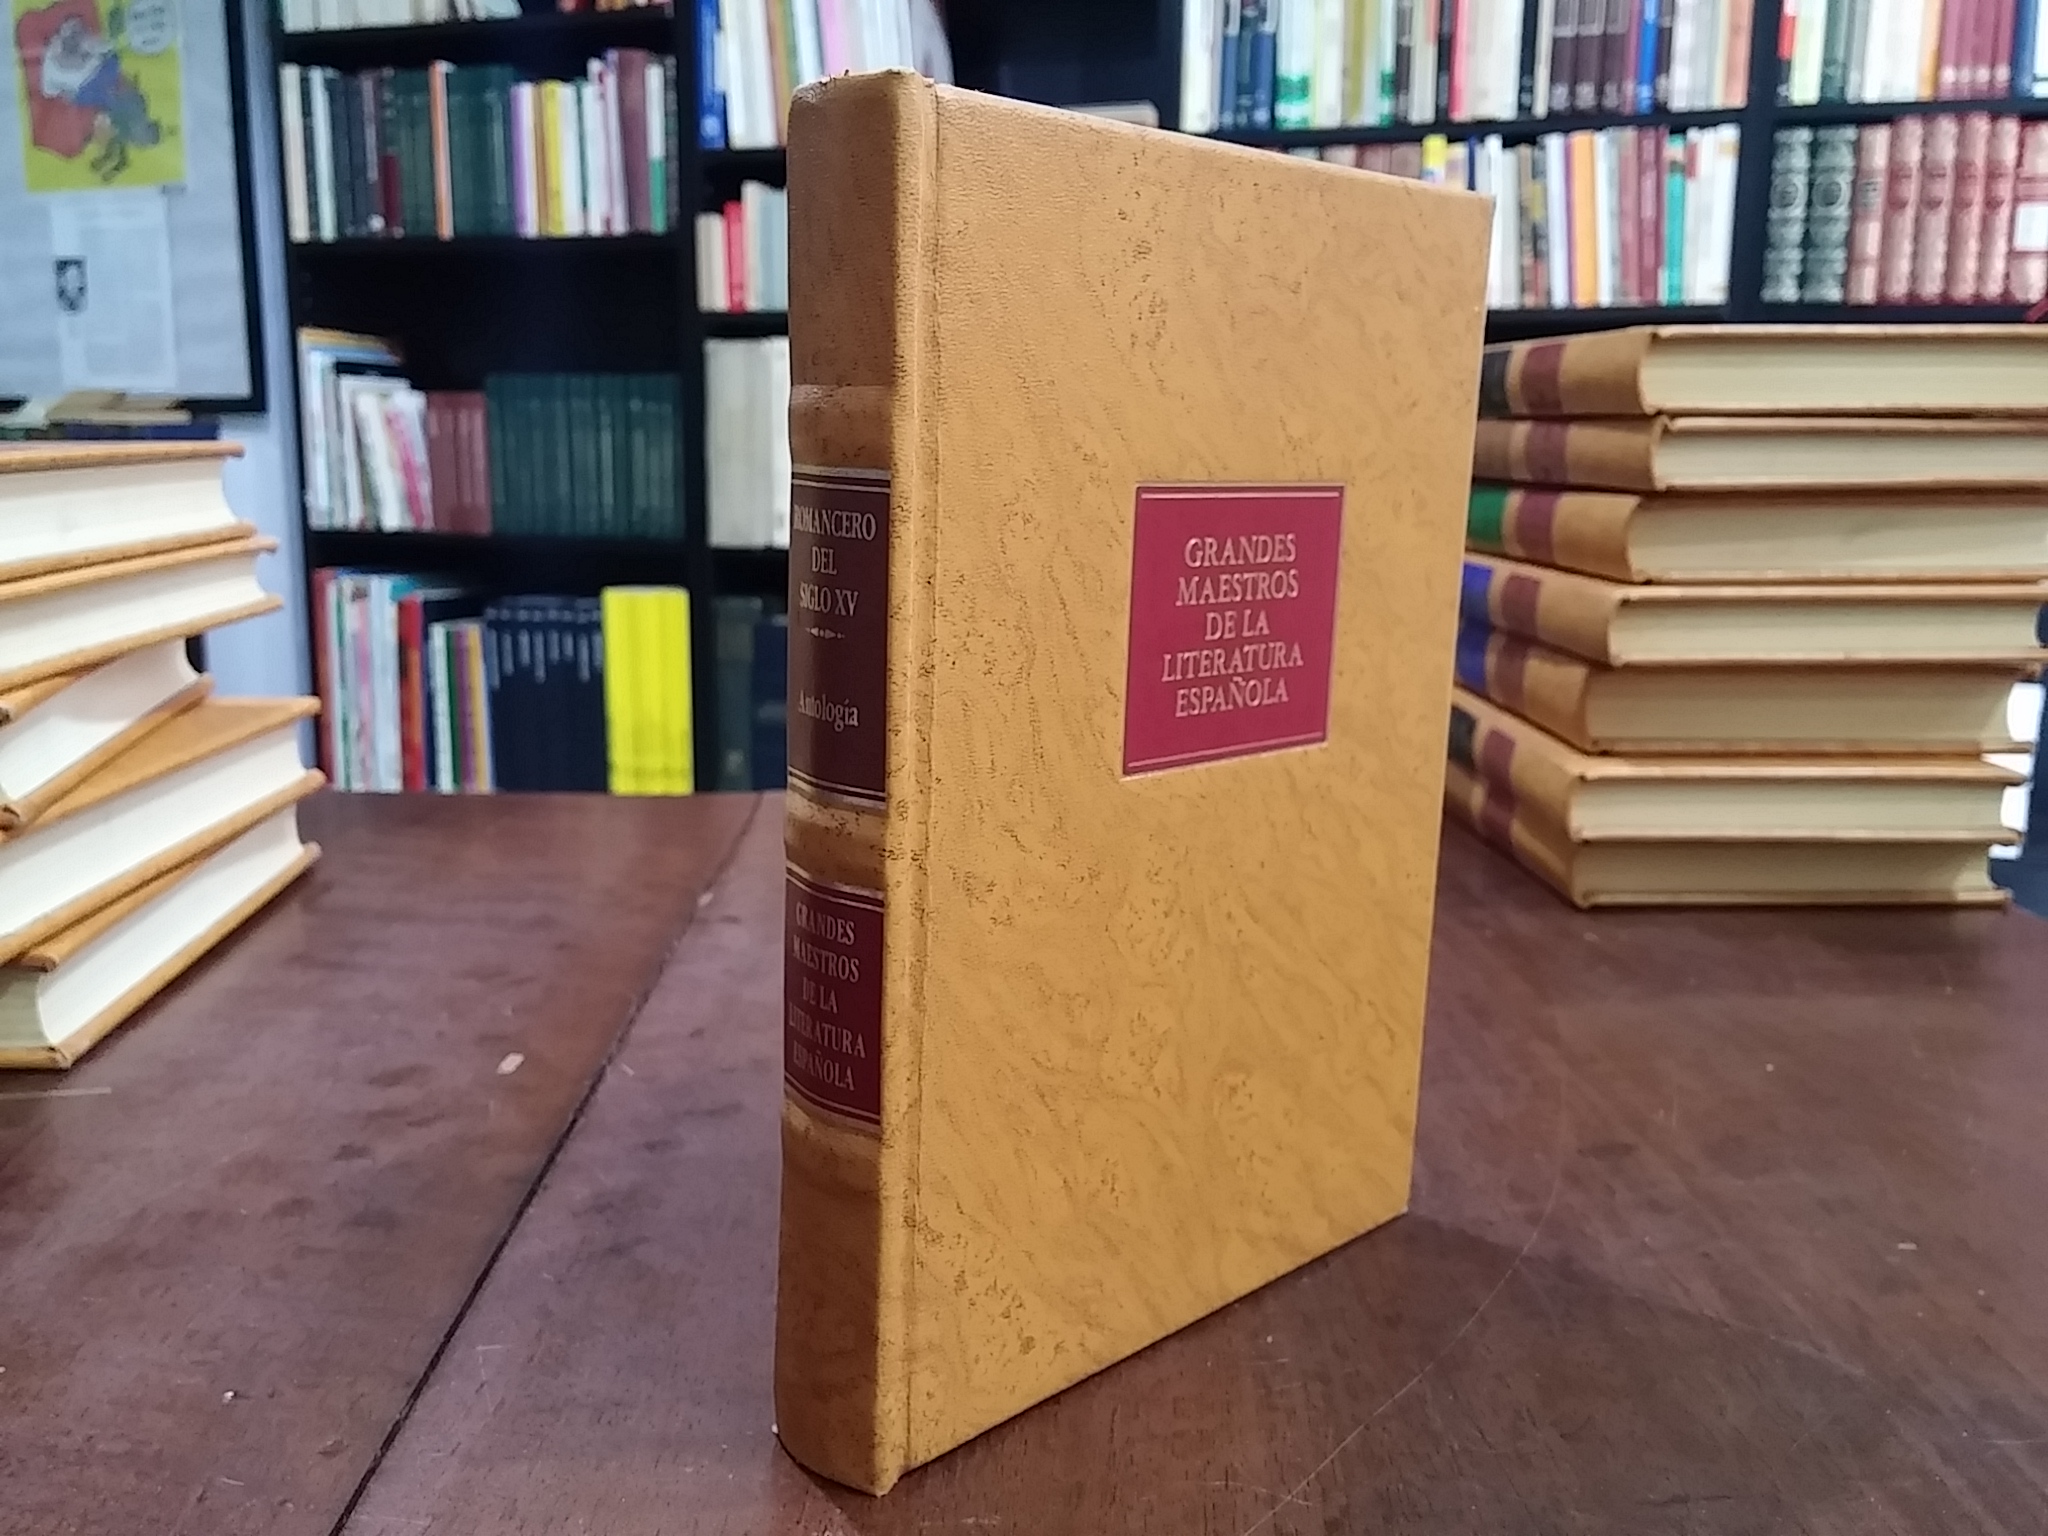 ROMANCERO
DEL
SIGLO XV
Antología
GRANDES
MAESTROS
DE LA
LITERATURA
ESPAÑOLA
GRANDES
MAESTROS
DE LA
LITERATURA
ESPAÑOLA